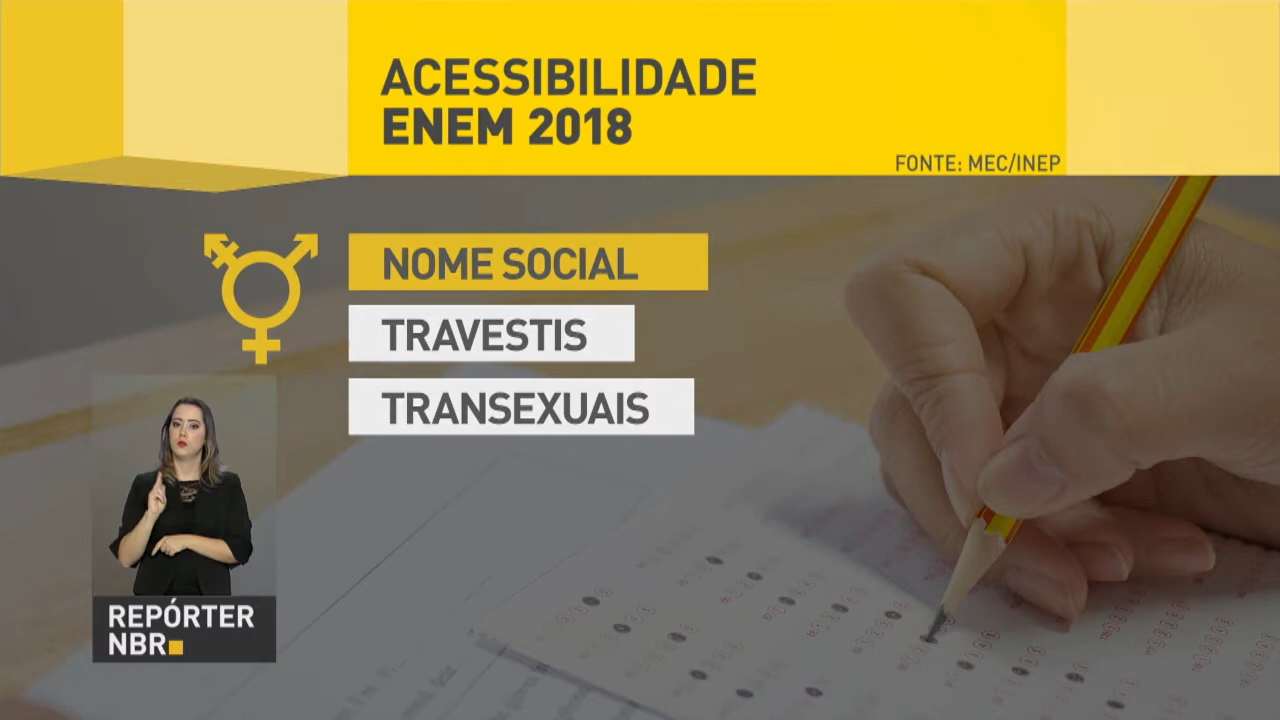 ACESSIBILIDADE
ENEM 2018
FONTE: MEC/INEP
NOME SOCIAL
TRAVESTIS
TRANSEXUAIS
REPÓRTER
NBR